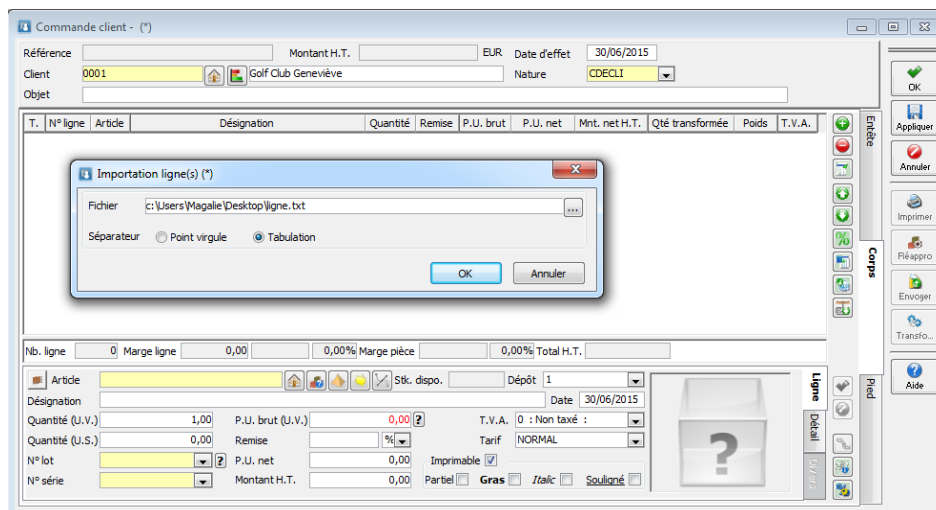 Commande client - (*)
Référence Montant H.T. EUR Date d'effet 30/06/2015
Client 0001 Golf Club Geneviève Nature CDECLI
Objet
OK
Appliquer
Annuler
Imprimer
Réappro
Envoyer
Transfo...
Aide
Entête
Corps
Pied
T. N° ligne Article Désignation Quantité Remise P.U. brut P.U. net Mnt. net H.T. Qté transformée Poids T.V.A.
Importation ligne(s) (*)
Fichier c:\Users\Magalie\Desktop\ligne.txt ...
Séparateur Point virgule Tabulation
OK Annuler
Nb. ligne 0 Marge ligne 0,00 0,00% Marge pièce 0,00% Total H.T.
Article Stk. dispo. Dépôt 1
Désignation Date 30/06/2015
Quantité (U.V.) 1,00 P.U. brut (U.V.) 0,00 ? T.V.A. 0 : Non taxé :
Quantité (U.S.) 0,00 Remise % Tarif NORMAL
N° lot ? P.U. net 0,00 Imprimable
N° série Montant H.T. 0,00 Partiel Gras Italic Souligné
?
Ligne
Détail